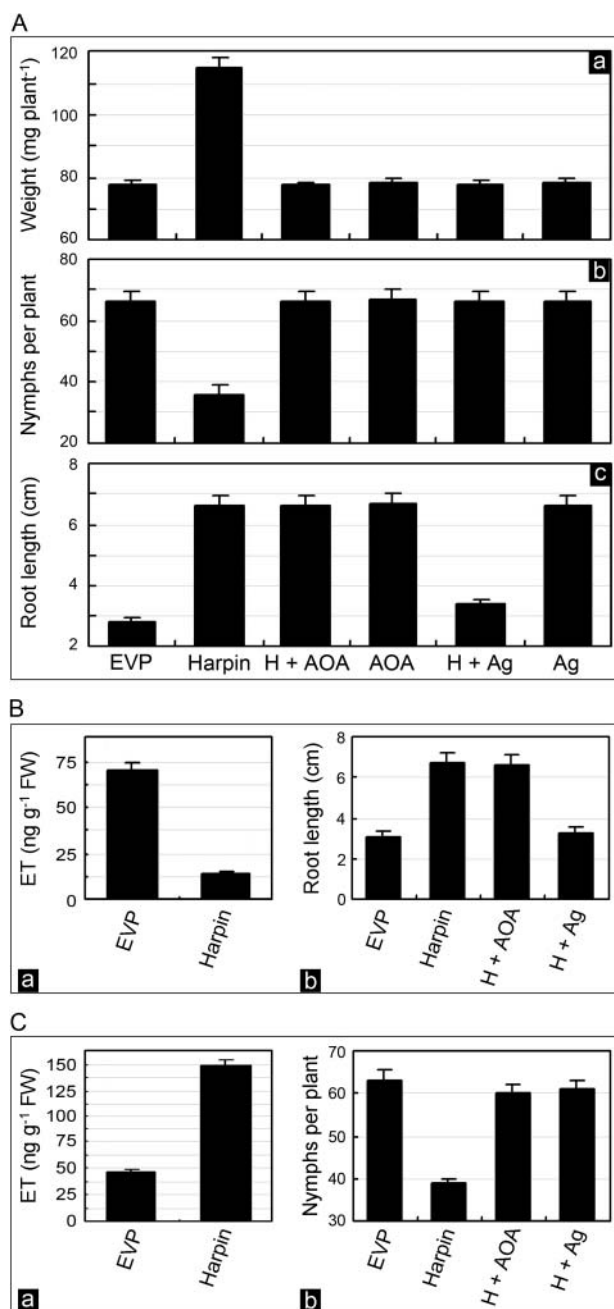 A
a
Weight (mg plant⁻¹)
120
100
80
60
b
Nymphs per plant
80
60
40
20
c
Root length (cm)
8
6
4
2
EVP Harpin H + AOA AOA H + Ag Ag
B
ET (ng g⁻¹ FW)
75
50
25
0
EVP Harpin
a
Root length (cm)
8
6
4
2
0
EVP Harpin H + AOA H + Ag
b
C
ET (ng g⁻¹ FW)
150
125
100
75
50
25
0
EVP Harpin
a
Nymphs per plant
70
60
50
40
30
EVP Harpin H + AOA H + Ag
b